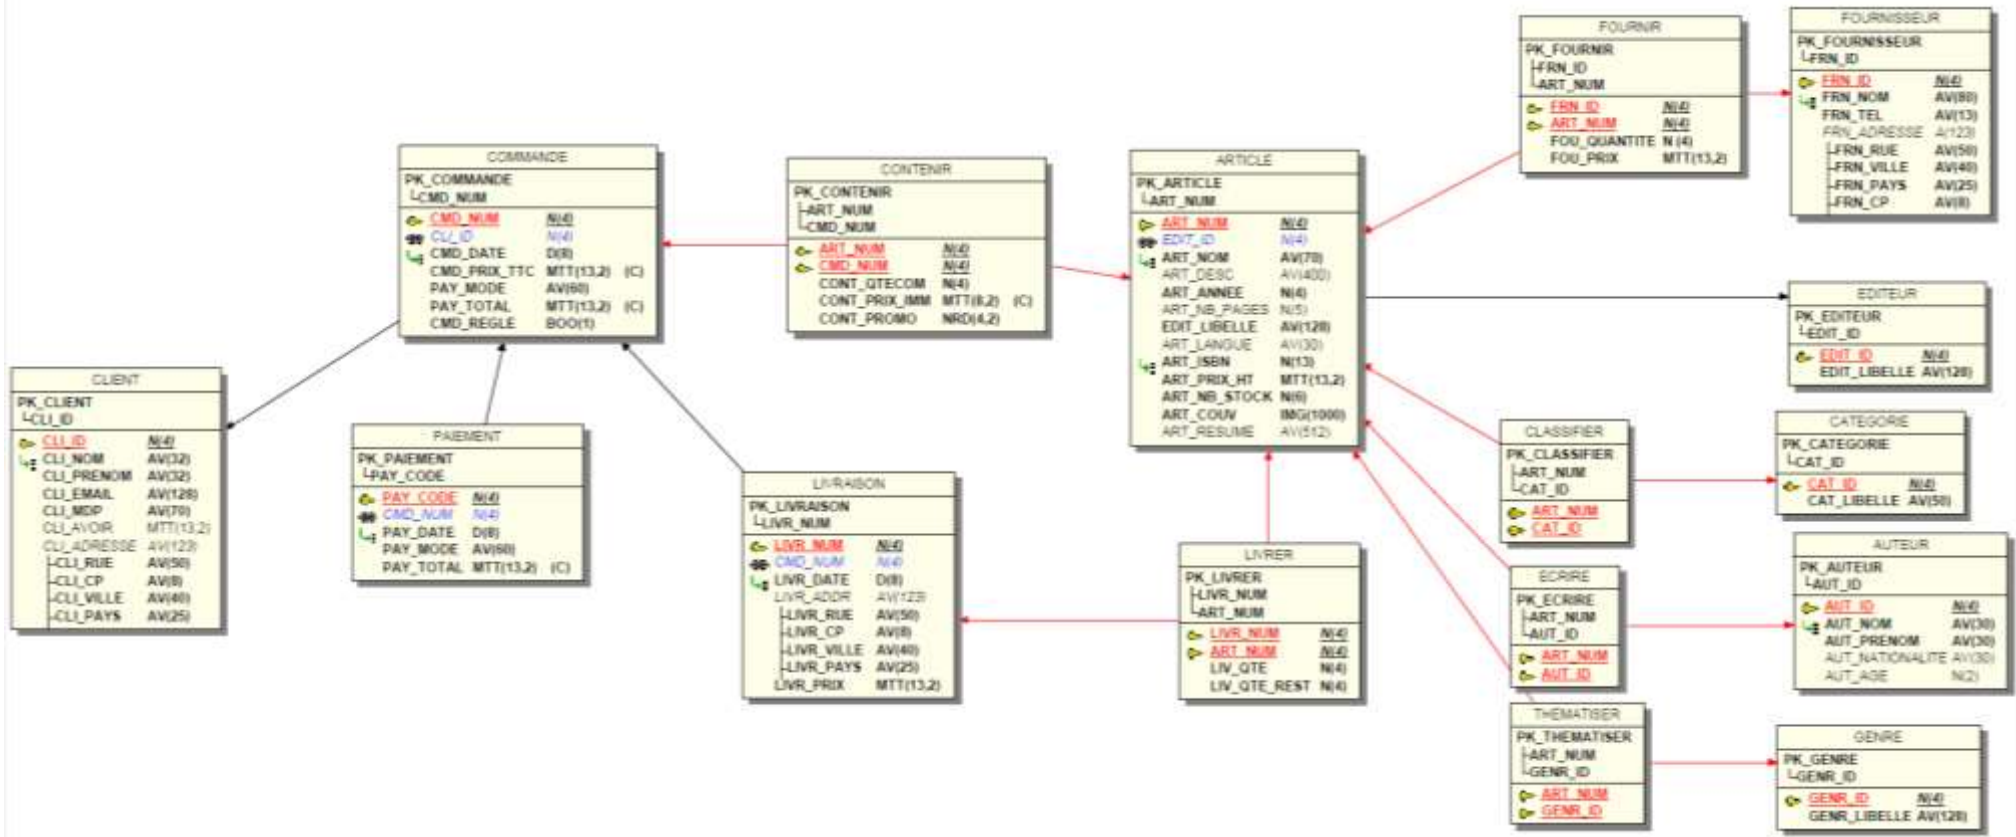 CLIENT
PK_CLIENT
CLI_ID
CLI_ID N(4)
CLI_NOM AV(32)
CLI_PRENOM AV(32)
CLI_EMAIL AV(128)
CLI_MDP AV(70)
CLI_AVOIR MTT(13,2)
CLI_ADRESSE AV(123)
CLI_RUE AV(50)
CLI_CP AV(8)
CLI_VILLE AV(40)
CLI_PAYS AV(25)
COMMANDE
PK_COMMANDE
CMD_NUM
CMD_NUM N(4)
CLI_ID N(4)
CMD_DATE D(8)
CMD_PRIX_TTC MTT(13,2) (C)
PAY_MODE AV(60)
PAY_TOTAL MTT(13,2) (C)
CMD_REGLE BOO(1)
PAIEMENT
PK_PAIEMENT
PAY_CODE
PAY_CODE N(4)
CMD_NUM N(4)
PAY_DATE D(8)
PAY_MODE AV(60)
PAY_TOTAL MTT(13,2) (C)
CONTENIR
PK_CONTENIR
ART_NUM
CMD_NUM
ART_NUM N(4)
CMD_NUM N(4)
CONT_QTECOM N(4)
CONT_PRIX_IMM MTT(8,2) (C)
CONT_PROMO NRD(4,2)
LIVRAISON
PK_LIVRAISON
LIVR_NUM
LIVR_NUM N(4)
CMD_NUM N(4)
LIVR_DATE D(8)
LIVR_ADDR AV(123)
LIVR_RUE AV(50)
LIVR_CP AV(8)
LIVR_VILLE AV(40)
LIVR_PAYS AV(25)
LIVR_PRIX MTT(13,2)
ARTICLE
PK_ARTICLE
ART_NUM
ART_NUM N(4)
EDIT_ID N(4)
ART_NOM AV(70)
ART_DESC AV(400)
ART_ANNEE N(4)
ART_NB_PAGES N(5)
EDIT_LIBELLE AV(128)
ART_LANGUE AV(30)
ART_ISBN N(13)
ART_PRIX_HT MTT(13,2)
ART_NB_STOCK N(6)
ART_COUV IMG(1000)
ART_RESUME AV(512)
LIVRER
PK_LIVRER
LIVR_NUM
ART_NUM
LIVR_NUM N(4)
ART_NUM N(4)
LIV_QTE N(4)
LIV_QTE_REST N(4)
FOURNIR
PK_FOURNIR
FRN_ID
ART_NUM
FRN_ID N(4)
ART_NUM N(4)
FOU_QUANTITE N (4)
FOU_PRIX MTT(13,2)
FOURNISSEUR
PK_FOURNISSEUR
FRN_ID
FRN_ID N(4)
FRN_NOM AV(80)
FRN_TEL AV(13)
FRN_ADRESSE A(123)
FRN_RUE AV(50)
FRN_VILLE AV(40)
FRN_PAYS AV(25)
FRN_CP AV(8)
EDITEUR
PK_EDITEUR
EDIT_ID
EDIT_ID N(4)
EDIT_LIBELLE AV(128)
CLASSIFIER
PK_CLASSIFIER
ART_NUM
CAT_ID
ART_NUM
CAT_ID
CATEGORIE
PK_CATEGORIE
CAT_ID
CAT_ID N(4)
CAT_LIBELLE AV(50)
ECRIRE
PK_ECRIRE
ART_NUM
AUT_ID
ART_NUM
AUT_ID
AUTEUR
PK_AUTEUR
AUT_ID
AUT_ID N(4)
AUT_NOM AV(30)
AUT_PRENOM AV(30)
AUT_NATIONALITE AV(30)
AUT_AGE N(2)
THEMATISER
PK_THEMATISER
ART_NUM
GENR_ID
ART_NUM
GENR_ID
GENRE
PK_GENRE
GENR_ID
GENR_ID N(4)
GENR_LIBELLE AV(128)